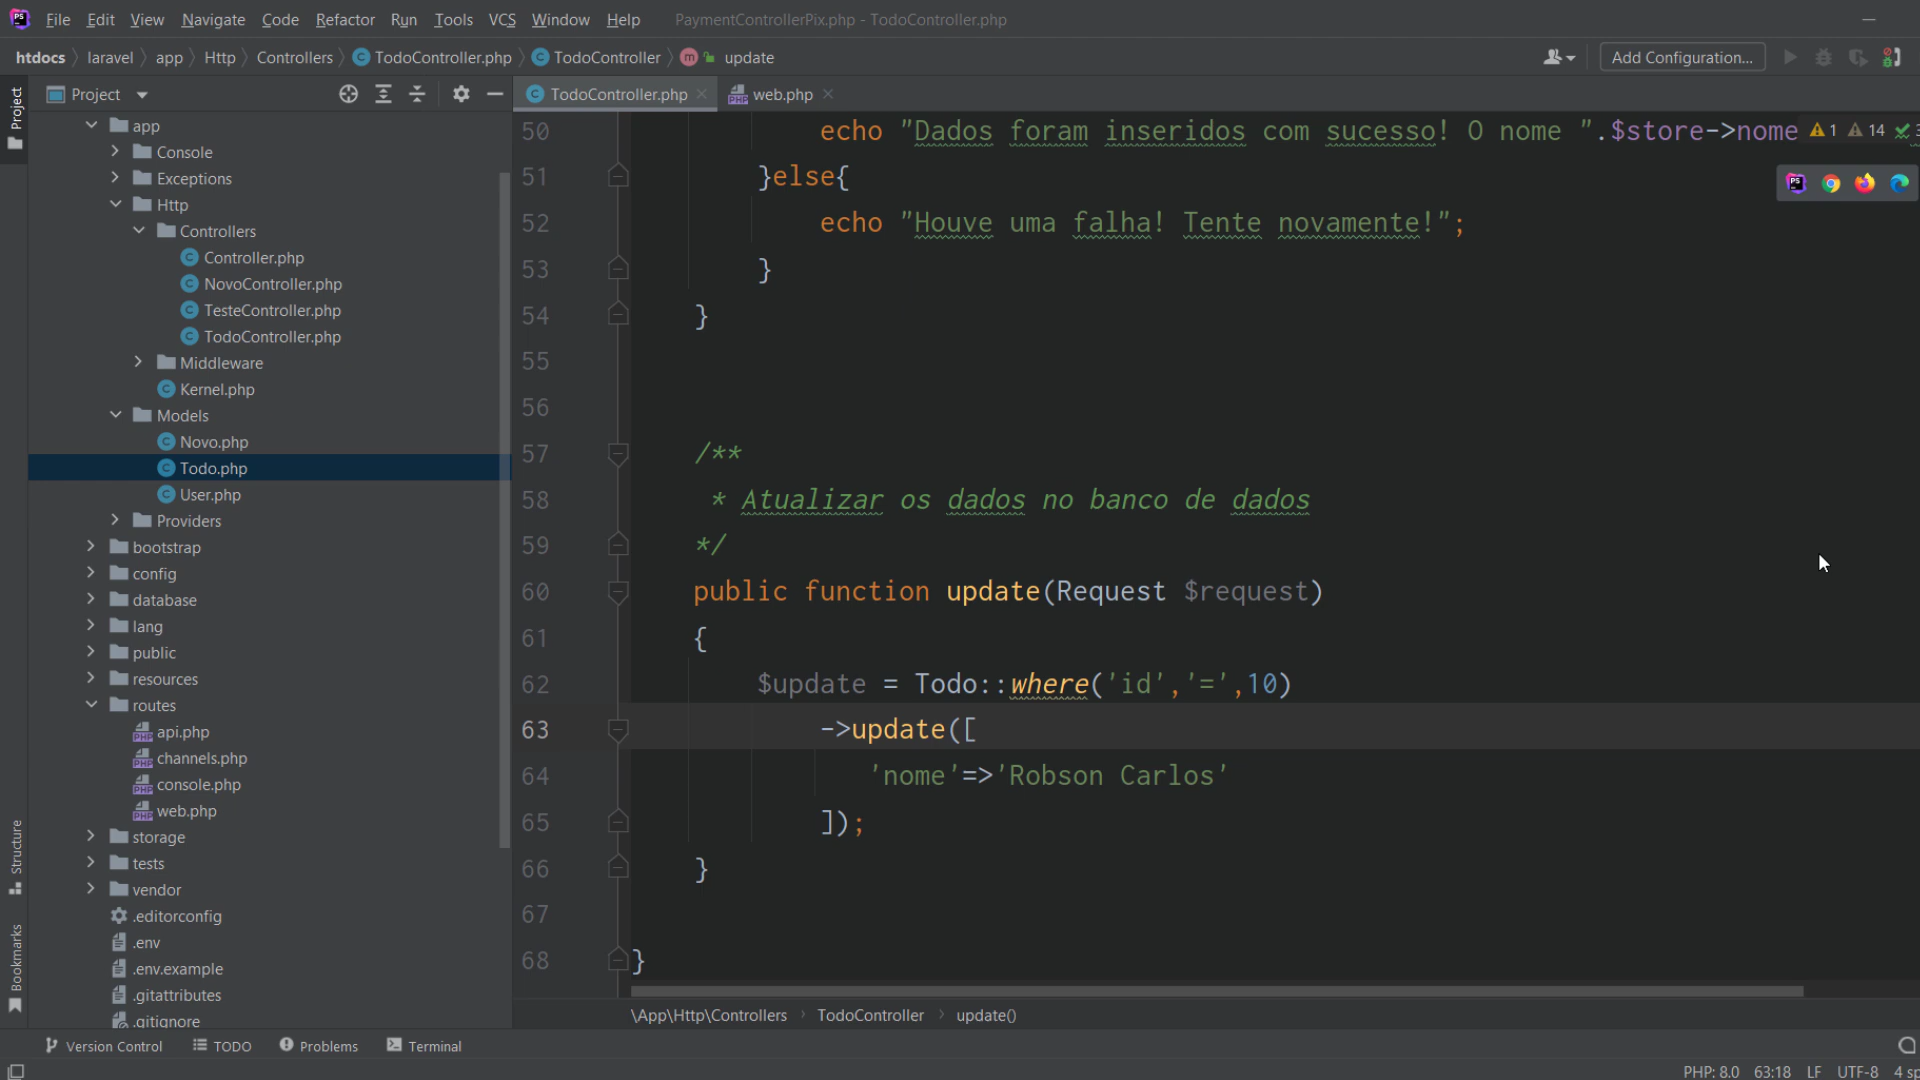 File Edit View Navigate Code Refactor Run Tools VCS Window Help PaymentControllerPix.php - TodoController.php
htdocs laravel app Http Controllers TodoController.php TodoController update Add Configuration...
Project
TodoController.php web.php
Project
app
Console
Exceptions
Http
Controllers
Controller.php
NovoController.php
TesteController.php
TodoController.php
Middleware
Kernel.php
Models
Novo.php
Todo.php
User.php
Providers
bootstrap
config
database
lang
public
resources
routes
api.php
channels.php
console.php
web.php
storage
tests
vendor
.editorconfig
.env
.env.example
.gitattributes
.gitignore
Structure
Bookmarks
50 echo "Dados foram inseridos com sucesso! O nome ".$store->nome 1 14 3
51 }else{
52 echo "Houve uma falha! Tente novamente!";
53 }
54 }
55
56
57 /**
58 * Atualizar os dados no banco de dados
59 */
60 public function update(Request $request)
61 {
62 $update = Todo::where('id','=',10)
63 ->update([
64 'nome'=>'Robson Carlos'
65 ]);
66 }
67
68 }
\App\Http\Controllers TodoController update()
Version Control TODO Problems Terminal
PHP: 8.0 63:18 LF UTF-8 4 sp